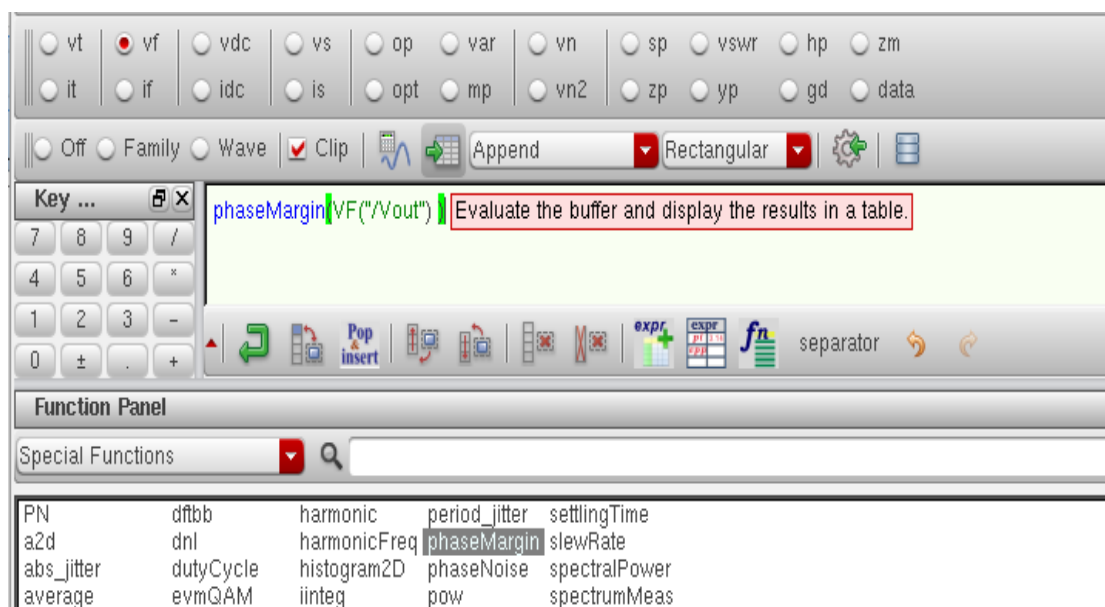 vt vf vdc vs op var vn sp vswr hp zm
it if idc is opt mp vn2 zp yp gd data
Off Family Wave Clip Append Rectangular
Key ...
phaseMargin(VF("/Vout") ) Evaluate the buffer and display the results in a table.
7 8 9 /
4 5 6 *
1 2 3 -
0 ± . +
Pop & insert expr expr fn separator
Function Panel
Special Functions
PN dftbb harmonic period_jitter settlingTime
a2d dnl harmonicFreq phaseMargin slewRate
abs_jitter dutyCycle histogram2D phaseNoise spectralPower
average evmQAM iinteg pow spectrumMeas